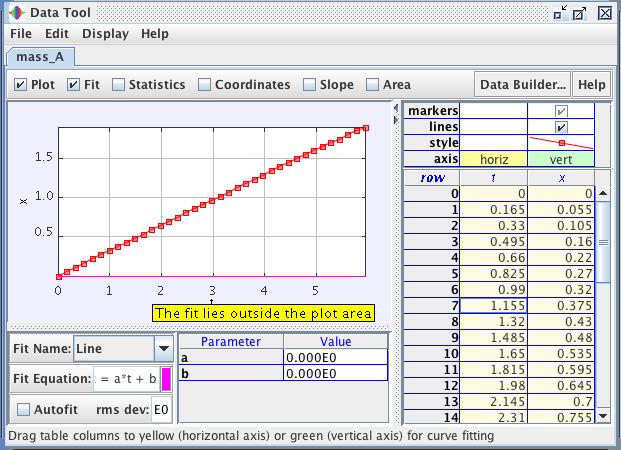 Data Tool
File Edit Display Help
mass_A
Plot Fit Statistics Coordinates Slope Area Data Builder... Help
1.5
1.0
0.5
x
0 1 2 3 4 5
t
The fit lies outside the plot area
markers
lines
style
axis horiz vert
row t x
0 0 0
1 0.165 0.055
2 0.33 0.105
3 0.495 0.16
4 0.66 0.22
5 0.825 0.27
6 0.99 0.32
7 1.155 0.375
8 1.32 0.43
9 1.485 0.48
10 1.65 0.535
11 1.815 0.595
12 1.98 0.645
13 2.145 0.7
14 2.31 0.755
Fit Name: Line
Fit Equation: = a*t + b
Autofit rms dev: E0
Parameter Value
a 0.000E0
b 0.000E0
Drag table columns to yellow (horizontal axis) or green (vertical axis) for curve fitting